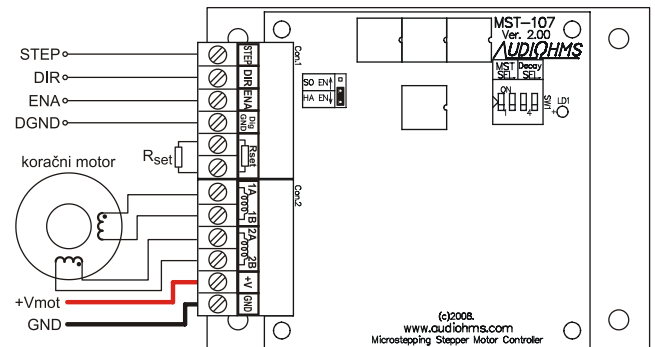 MST-107
Ver. 2.00
AUDIOHMS
MST SEL.
Decay SEL.
ON
1 4
SW1
LD1
+
SO EN
HA EN
Con.1
STEP
DIR
ENA
DGND
Rset
STEP
DIR
ENA
Dig GND
Rset
koračni motor
Con.2
1A
1B
2A
2B
+V
GND
+Vmot
GND
(c)2008.
www.audiohms.com
Microstepping Stepper Motor Controller